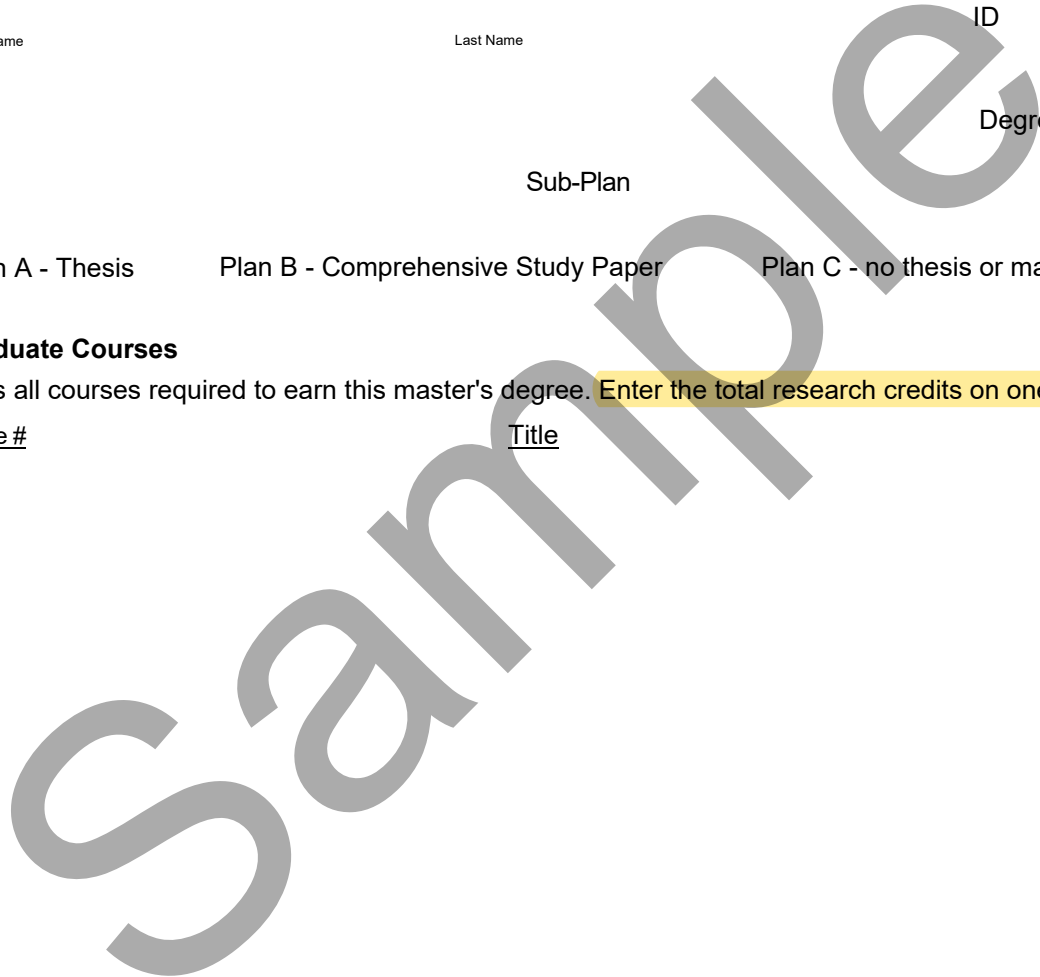 ID
ame Last Name
Degre
Sub-Plan
n A - Thesis Plan B - Comprehensive Study Paper Plan C - no thesis or ma
duate Courses
s all courses required to earn this master's degree. Enter the total research credits on one
e # Title
Sample